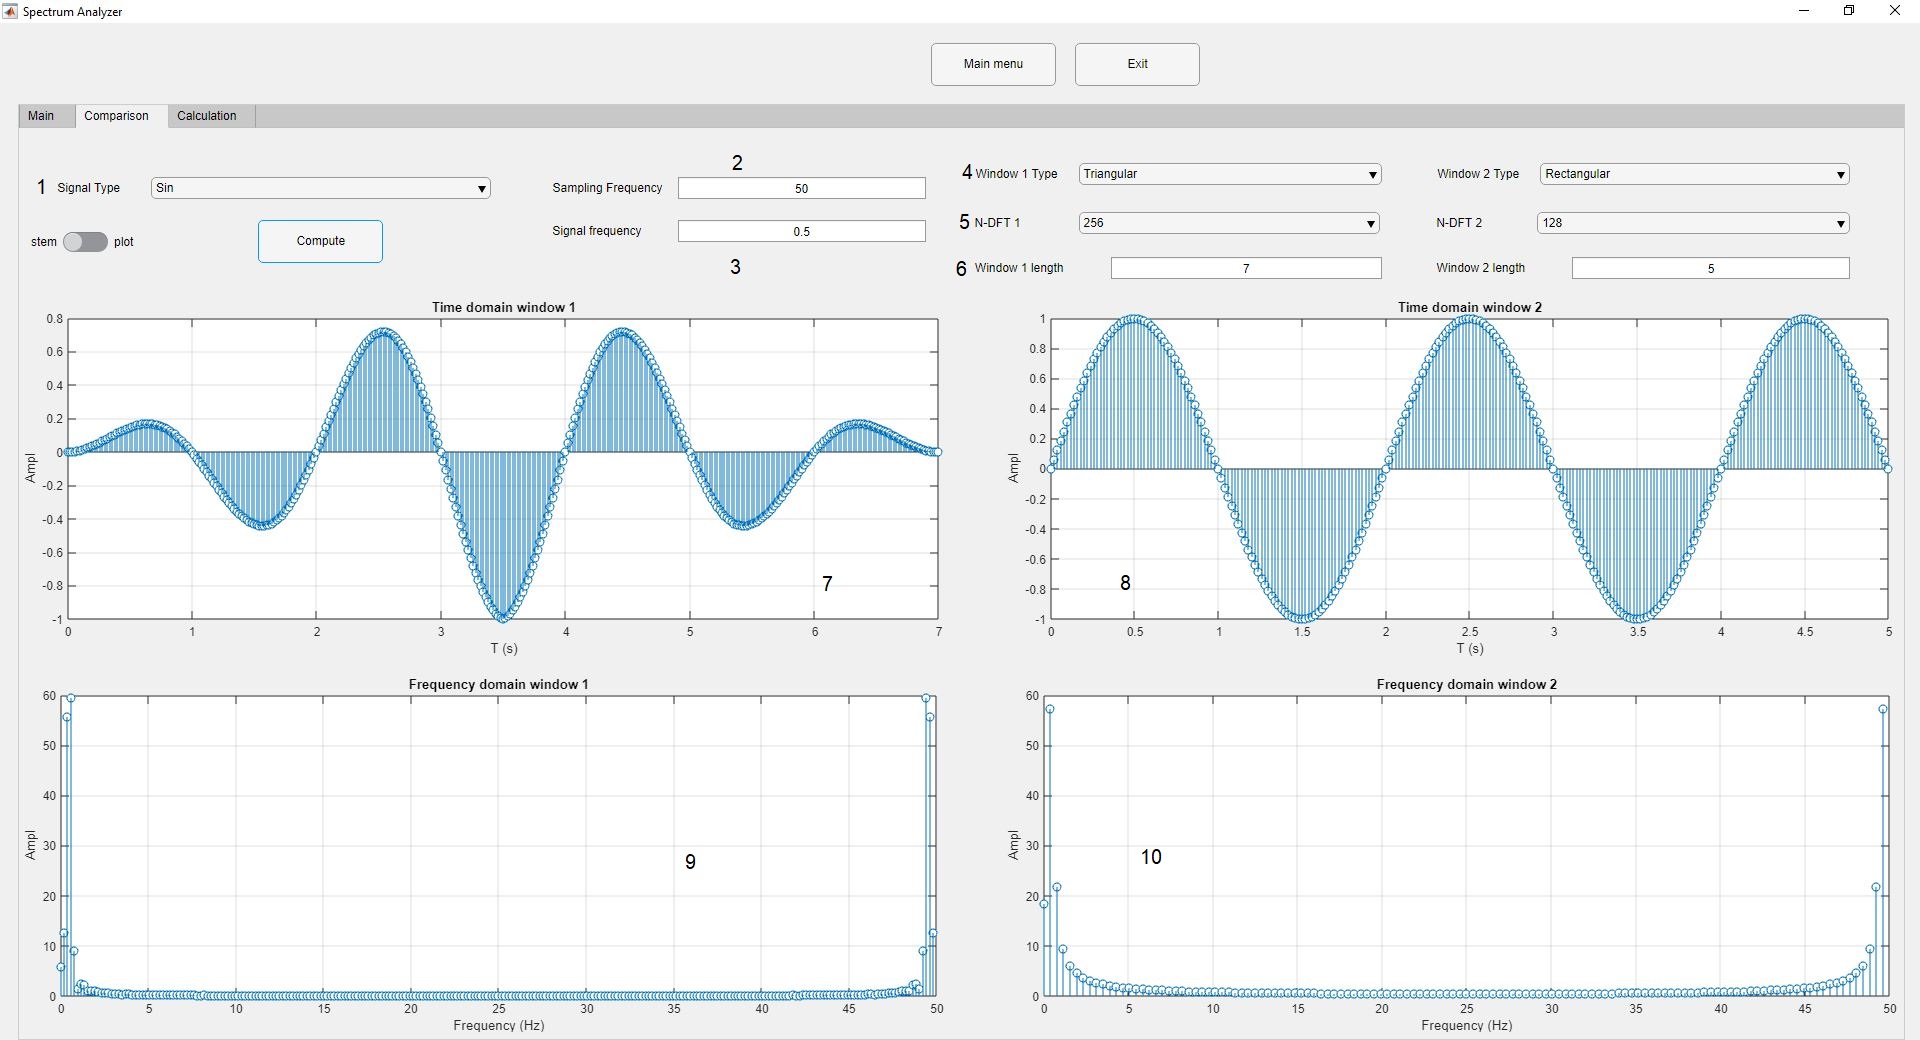 Spectrum Analyzer
Main menu
Exit
Main
Comparison
Calculation
1 Signal Type Sin
stem plot
Compute
2
Sampling Frequency 50
Signal frequency 0.5
3
4 Window 1 Type Triangular
Window 2 Type Rectangular
5 N-DFT 1 256
N-DFT 2 128
6 Window 1 length 7
Window 2 length 5
Time domain window 1
0.8
0.6
0.4
0.2
0
-0.2
-0.4
-0.6
-0.8
-1
Ampl
7
0 1 2 3 4 5 6 7
T (s)
Time domain window 2
1
0.8
0.6
0.4
0.2
0
-0.2
-0.4
-0.6
-0.8
-1
Ampl
8
0 0.5 1 1.5 2 2.5 3 3.5 4 4.5 5
T (s)
Frequency domain window 1
60
50
40
30
20
10
0
Ampl
9
0 5 10 15 20 25 30 35 40 45 50
Frequency (Hz)
Frequency domain window 2
60
50
40
30
20
10
0
Ampl
10
0 5 10 15 20 25 30 35 40 45 50
Frequency (Hz)